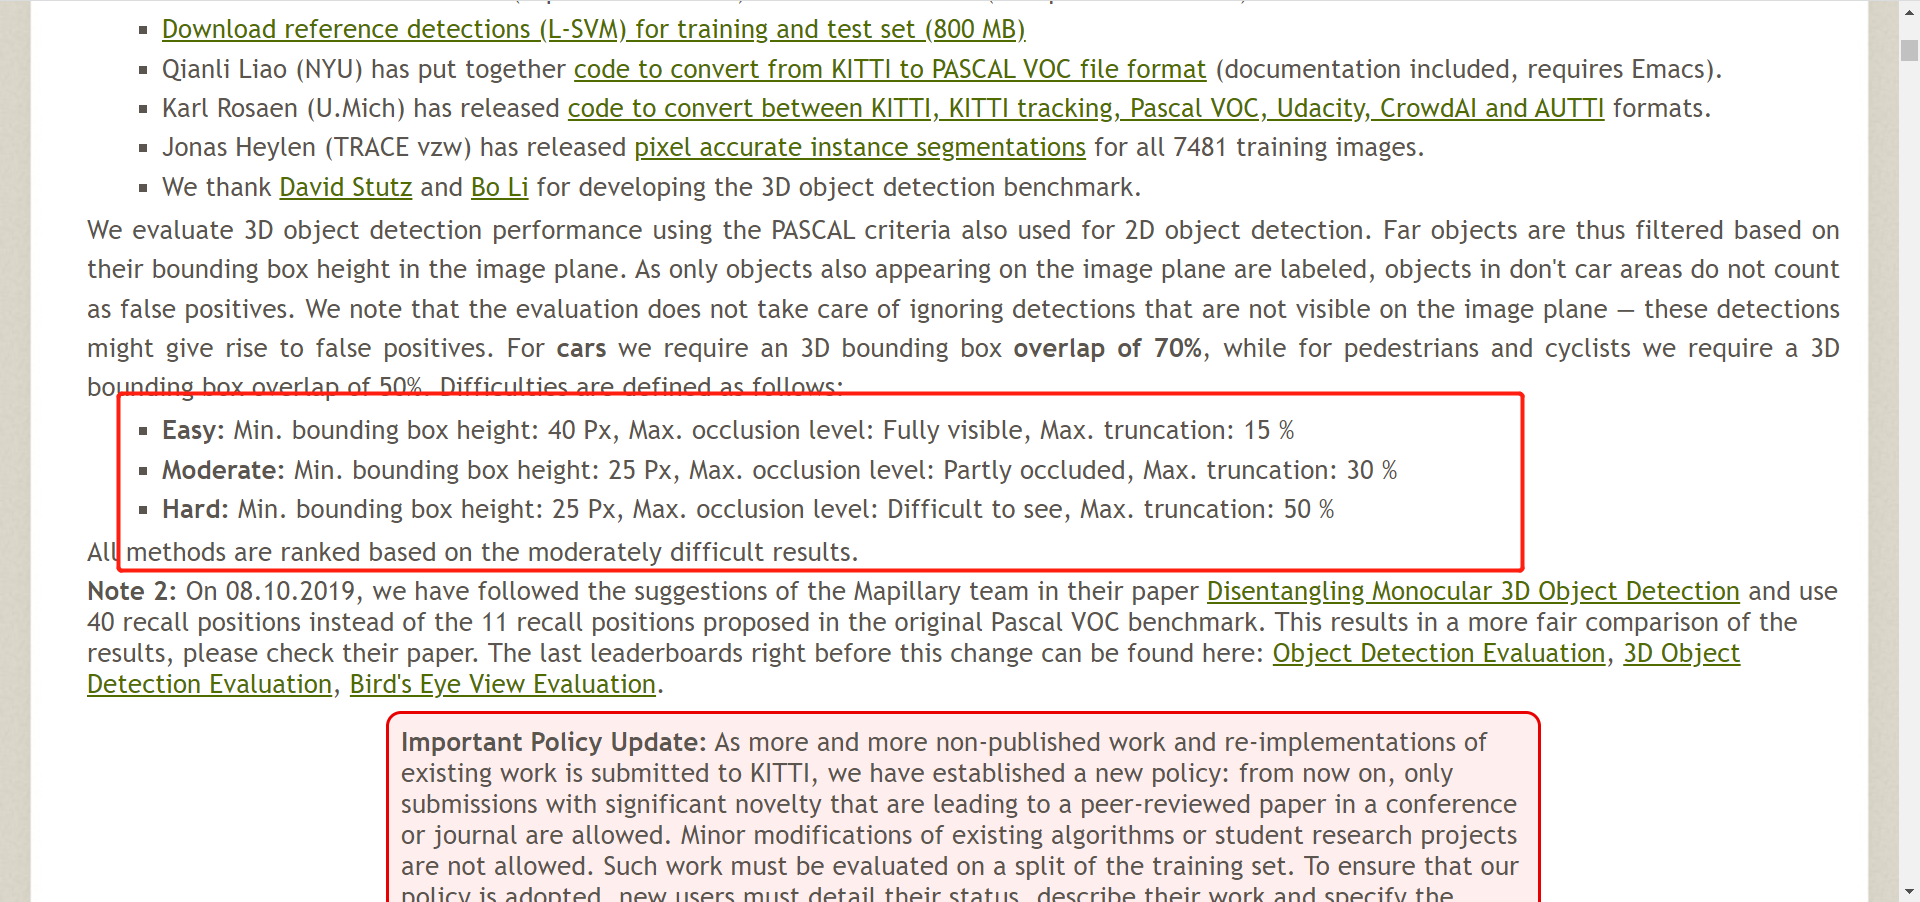 Download reference detections (L-SVM) for training and test set (800 MB)
Qianli Liao (NYU) has put together code to convert from KITTI to PASCAL VOC file format (documentation included, requires Emacs).
Karl Rosaen (U.Mich) has released code to convert between KITTI, KITTI tracking, Pascal VOC, Udacity, CrowdAI and AUTTI formats.
Jonas Heylen (TRACE vzw) has released pixel accurate instance segmentations for all 7481 training images.
We thank David Stutz and Bo Li for developing the 3D object detection benchmark.
We evaluate 3D object detection performance using the PASCAL criteria also used for 2D object detection. Far objects are thus filtered based on
their bounding box height in the image plane. As only objects also appearing on the image plane are labeled, objects in don't car areas do not count
as false positives. We note that the evaluation does not take care of ignoring detections that are not visible on the image plane — these detections
might give rise to false positives. For cars we require an 3D bounding box overlap of 70%, while for pedestrians and cyclists we require a 3D
bounding box overlap of 50%. Difficulties are defined as follows:
Easy: Min. bounding box height: 40 Px, Max. occlusion level: Fully visible, Max. truncation: 15 %
Moderate: Min. bounding box height: 25 Px, Max. occlusion level: Partly occluded, Max. truncation: 30 %
Hard: Min. bounding box height: 25 Px, Max. occlusion level: Difficult to see, Max. truncation: 50 %
All methods are ranked based on the moderately difficult results.
Note 2: On 08.10.2019, we have followed the suggestions of the Mapillary team in their paper Disentangling Monocular 3D Object Detection and use
40 recall positions instead of the 11 recall positions proposed in the original Pascal VOC benchmark. This results in a more fair comparison of the
results, please check their paper. The last leaderboards right before this change can be found here: Object Detection Evaluation, 3D Object
Detection Evaluation, Bird's Eye View Evaluation.
Important Policy Update: As more and more non-published work and re-implementations of
existing work is submitted to KITTI, we have established a new policy: from now on, only
submissions with significant novelty that are leading to a peer-reviewed paper in a conference
or journal are allowed. Minor modifications of existing algorithms or student research projects
are not allowed. Such work must be evaluated on a split of the training set. To ensure that our
policy is adopted, new users must detail their status, describe their work and specify the